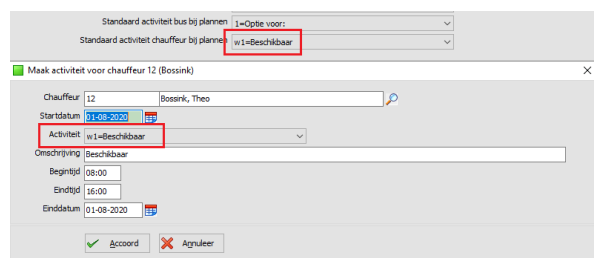 Standaard activiteit bus bij plannen 1=Optie voor:
Standaard activiteit chauffeur bij plannen w1=Beschikbaar
Maak activiteit voor chauffeur 12 (Bossink)
Chauffeur 12 Bossink, Theo
Startdatum 01-08-2020
Activiteit w1=Beschikbaar
Omschrijving Beschikbaar
Begintijd 08:00
Eindtijd 16:00
Einddatum 01-08-2020
Accoord Annuleer